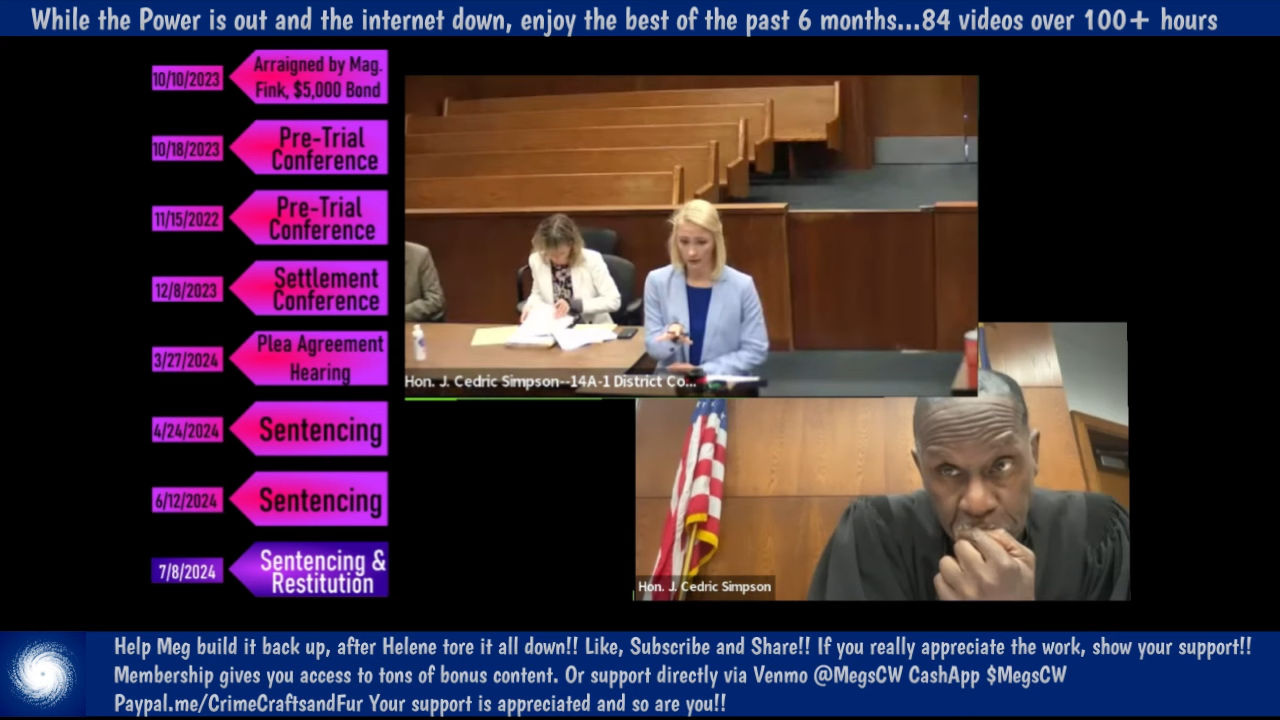 While the Power is out and the internet down, enjoy the best of the past 6 months...84 videos over 100+ hours
10/10/2023
Arraigned by Mag.
Fink, $5,000 Bond
10/18/2023
Pre-Trial
Conference
11/15/2022
Pre-Trial
Conference
12/8/2023
Settlement
Conference
3/27/2024
Plea Agreement
Hearing
4/24/2024
Sentencing
6/12/2024
Sentencing
7/8/2024
Sentencing &
Restitution
Hon. J. Cedric Simpson--14A-1 District Co...
Hon. J. Cedric Simpson
Help Meg build it back up, after Helene tore it all down!! Like, Subscribe and Share!! If you really appreciate the work, show your support!!
Membership gives you access to tons of bonus content. Or support directly via Venmo @MegsCW CashApp $MegsCW
Paypal.me/CrimeCraftsandFur Your support is appreciated and so are you!!